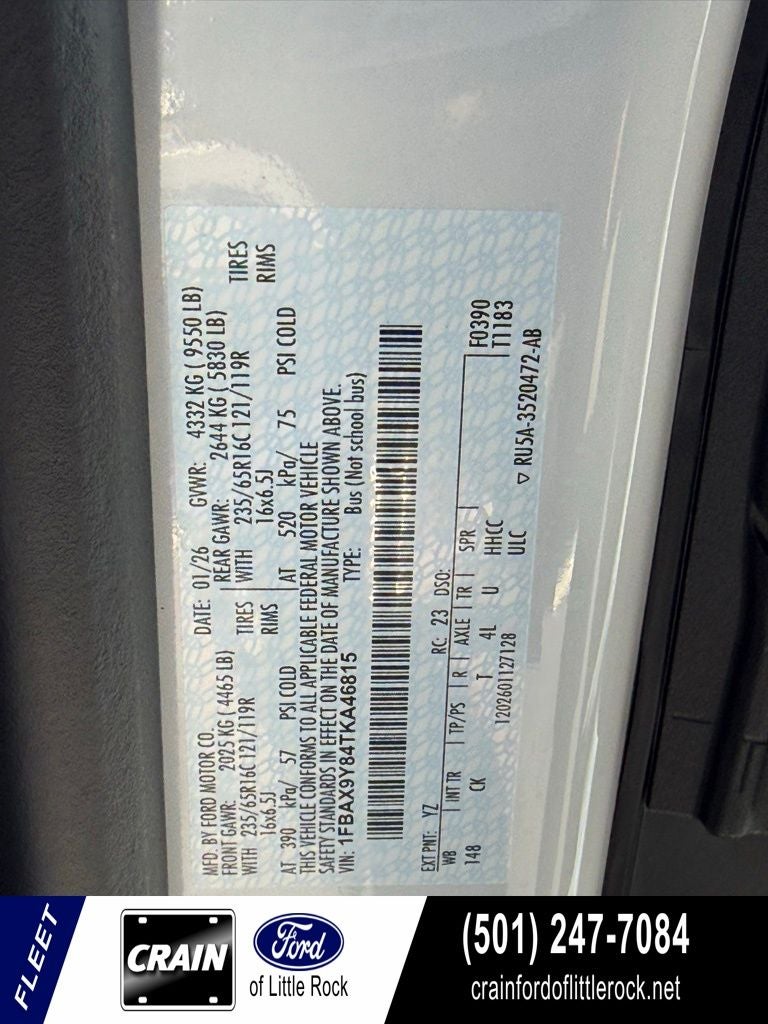 MFD. BY FORD MOTOR CO. DATE: 01/26 GVWR: 4332 KG ( 9550 LB)
FRONT GAWR: 2025 KG ( 4465 LB) REAR GAWR: 2644 KG ( 5830 LB)
WITH 235/65R16C 121/119R TIRES WITH 235/65R16C 121/119R TIRES
16x6.5J RIMS 16x6.5J RIMS
AT 390 kPa/ 57 PSI COLD AT 520 kPa/ 75 PSI COLD
THIS VEHICLE CONFORMS TO ALL APPLICABLE FEDERAL MOTOR VEHICLE
SAFETY STANDARDS IN EFFECT ON THE DATE OF MANUFACTURE SHOWN ABOVE.
VIN: 1FBAX9Y84TKA46815 TYPE: Bus (Not school bus)
EXT PNT: YZ RC: 23 DSO: F0390
WB INT TR TP/PS R AXLE TR SPR T1183
148 CK T 4L U HHCC
1202601127128 ULC ▽ RU5A-3520472-AB
FLEET
CRAIN
Ford
of Little Rock
(501) 247-7084
crainfordoflittlerock.net